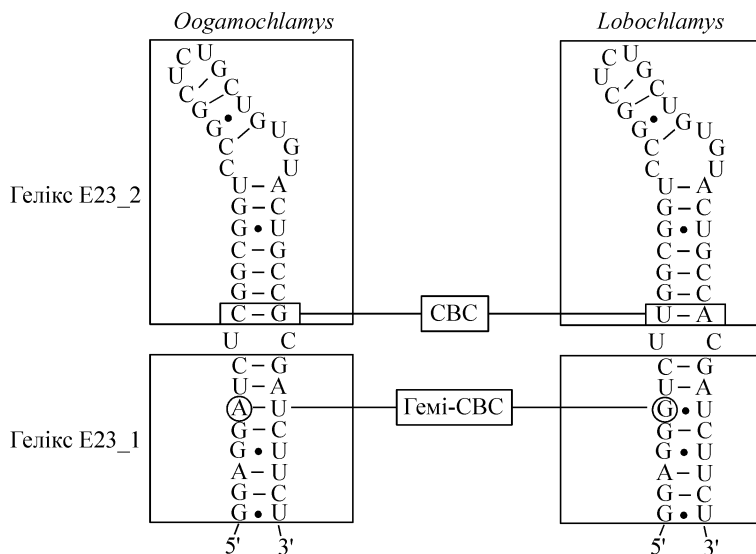 Oogamochlamys
Lobochlamys
C U
U G
C C
G U
G • G
C U
C G
U
U – A
G – C
G • U
C – G
G – C
G – C
C – G
U C
C – G
U – A
A – U
G – C
G • U
A – U
G – C
G • U
5' 3'
Гелікс E23_2
Гелікс E23_1
CBC
Гемі-CBC
C U
U G
C C
G U
G • G
C U
C G
U
U – A
G – C
G • U
C – G
G – C
G – C
U – A
U C
C – G
U – A
G • U
G – C
G • U
A – U
G – C
G • U
5' 3'